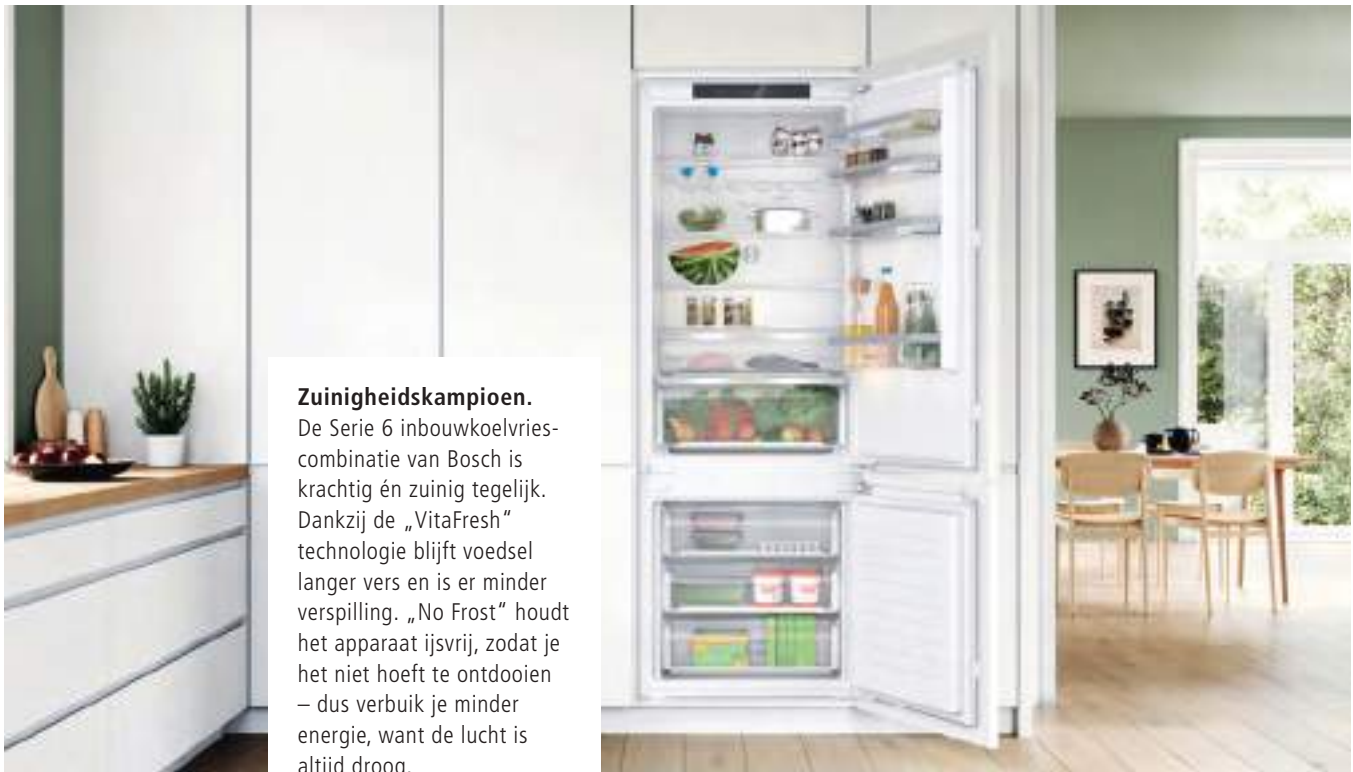 Zuinigheidskampioen.
De Serie 6 inbouwkoelvries-
combinatie van Bosch is
krachtig én zuinig tegelijk.
Dankzij de „VitaFresh“
technologie blijft voedsel
langer vers en is er minder
verspilling. „No Frost“ houdt
het apparaat ijsvrij, zodat je
het niet hoeft te ontdooien
– dus verbuik je minder
energie, want de lucht is
altijd droog.